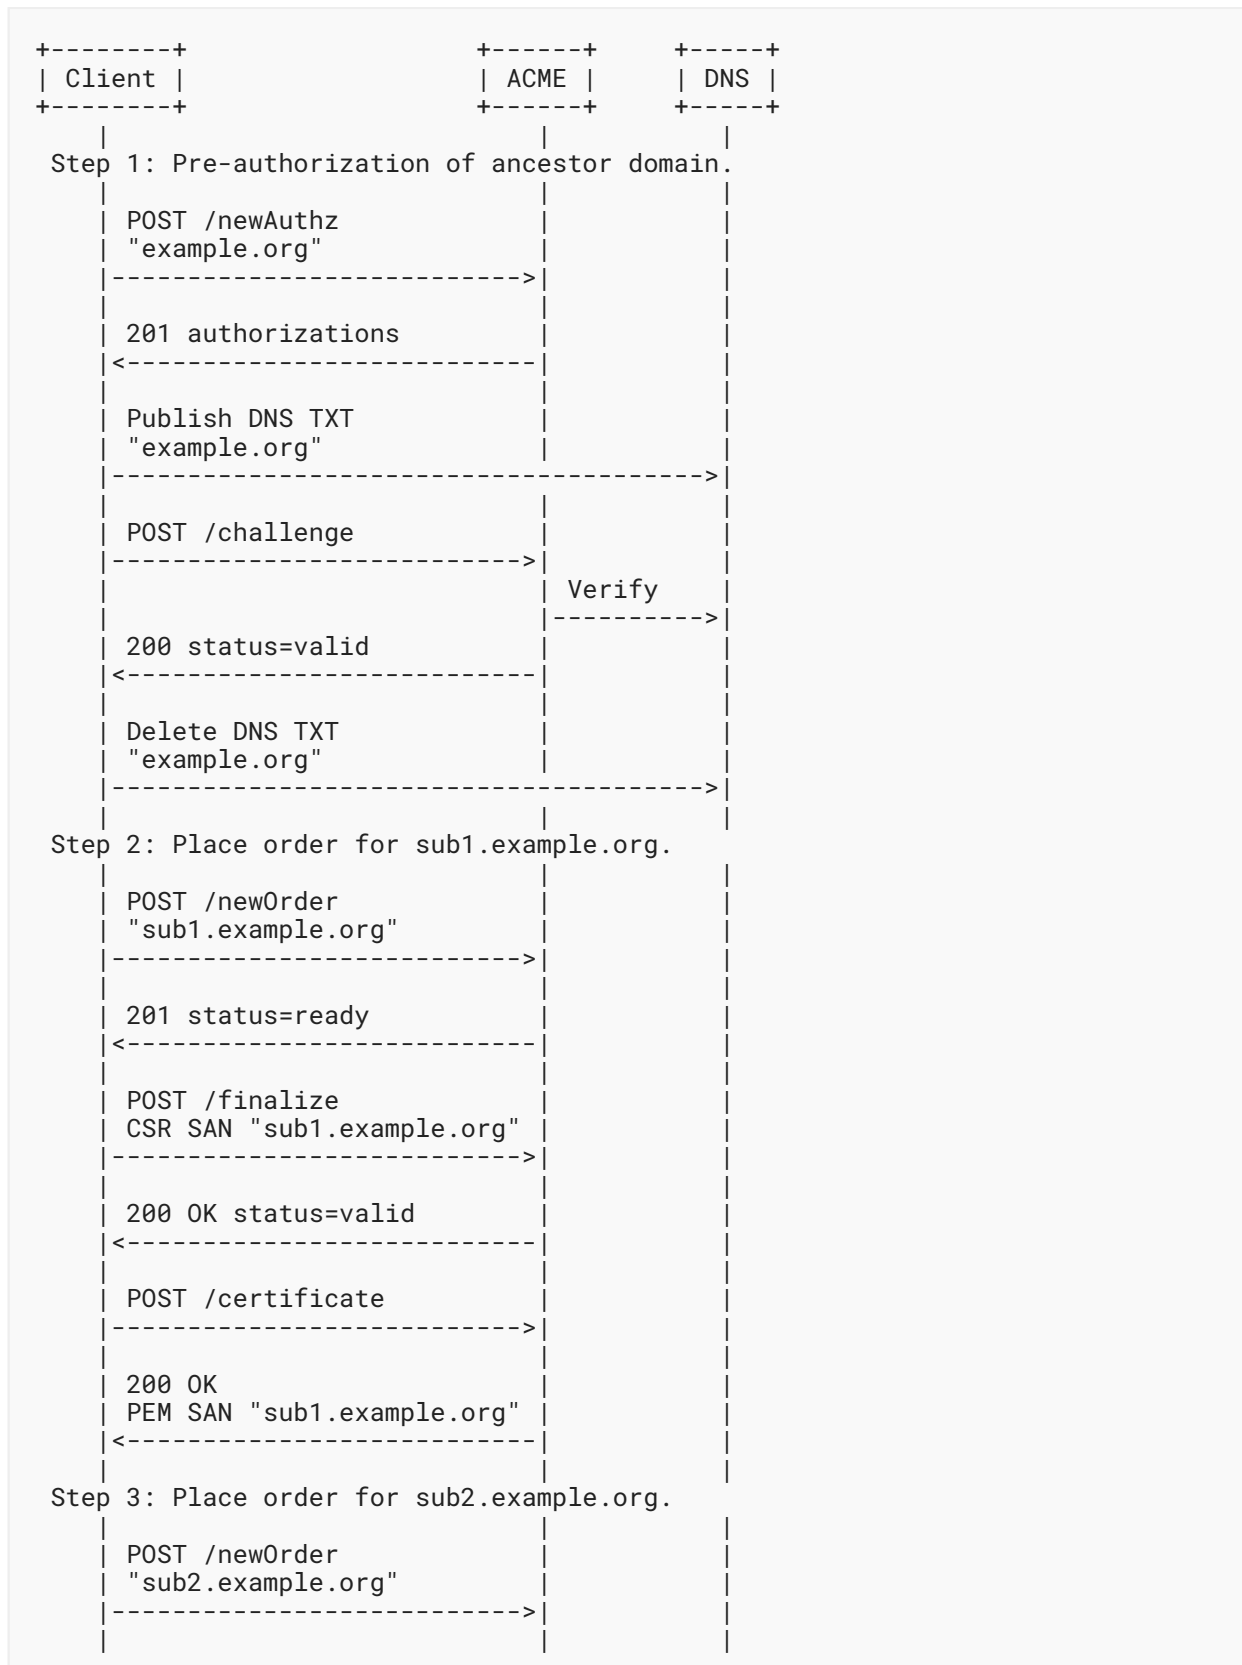 +--------+                   +------+     +-----+
| Client |                   | ACME |     | DNS |
+--------+                   +------+     +-----+
    |                            |           |
 Step 1: Pre-authorization of ancestor domain.
    |                            |           |
    | POST /newAuthz             |           |
    | "example.org"              |           |
    |--------------------------->|           |
    |                            |           |
    | 201 authorizations         |           |
    |<---------------------------|           |
    |                            |           |
    | Publish DNS TXT            |           |
    | "example.org"              |           |
    |--------------------------------------->|
    |                            |           |
    | POST /challenge            |           |
    |--------------------------->|           |
    |                            | Verify    |
    |                            |---------->|
    | 200 status=valid           |           |
    |<---------------------------|           |
    |                            |           |
    | Delete DNS TXT             |           |
    | "example.org"              |           |
    |--------------------------------------->|
    |                            |           |
 Step 2: Place order for sub1.example.org.
    |                            |           |
    | POST /newOrder             |           |
    | "sub1.example.org"         |           |
    |--------------------------->|           |
    |                            |           |
    | 201 status=ready           |           |
    |<---------------------------|           |
    |                            |           |
    | POST /finalize             |           |
    | CSR SAN "sub1.example.org" |           |
    |--------------------------->|           |
    |                            |           |
    | 200 OK status=valid        |           |
    |<---------------------------|           |
    |                            |           |
    | POST /certificate          |           |
    |--------------------------->|           |
    |                            |           |
    | 200 OK                     |           |
    | PEM SAN "sub1.example.org" |           |
    |<---------------------------|           |
    |                            |           |
 Step 3: Place order for sub2.example.org.
    |                            |           |
    | POST /newOrder             |           |
    | "sub2.example.org"         |           |
    |--------------------------->|           |
    |                            |           |